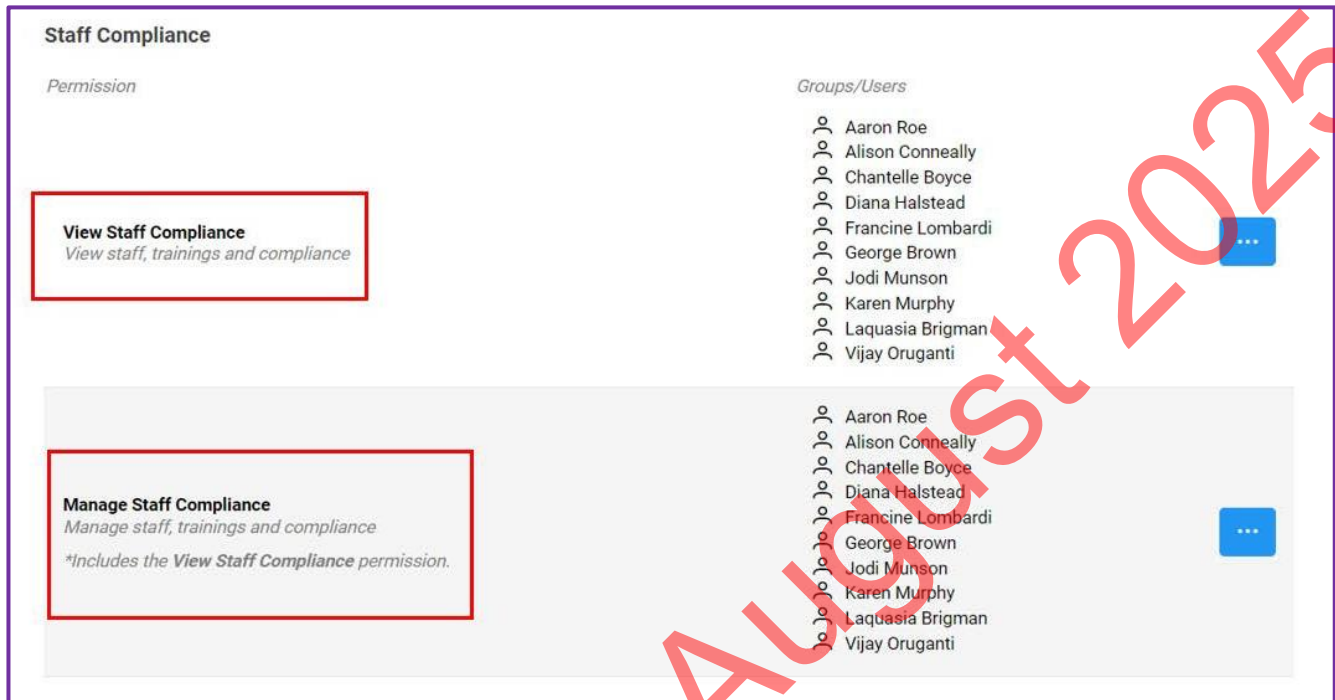 Staff Compliance
Permission
Groups/Users
Aaron Roe
Alison Conneally
Chantelle Boyce
Diana Halstead
View Staff Compliance
Francine Lombardi
View staff, trainings and compliance
George Brown
...
Jodi Munson
Karen Murphy
Laquasia Brigman
Vijay Oruganti
Aaron Roe
Alison Conneally
Chantelle Boyce
Diana Halstead
Manage Staff Compliance
Francine Lombardi
Manage staff, trainings and compliance
George Brown
...
*Includes the View Staff Compliance permission.
Jodi Munson
Karen Murphy
Laquasia Brigman
Vijay Oruganti
August 2025